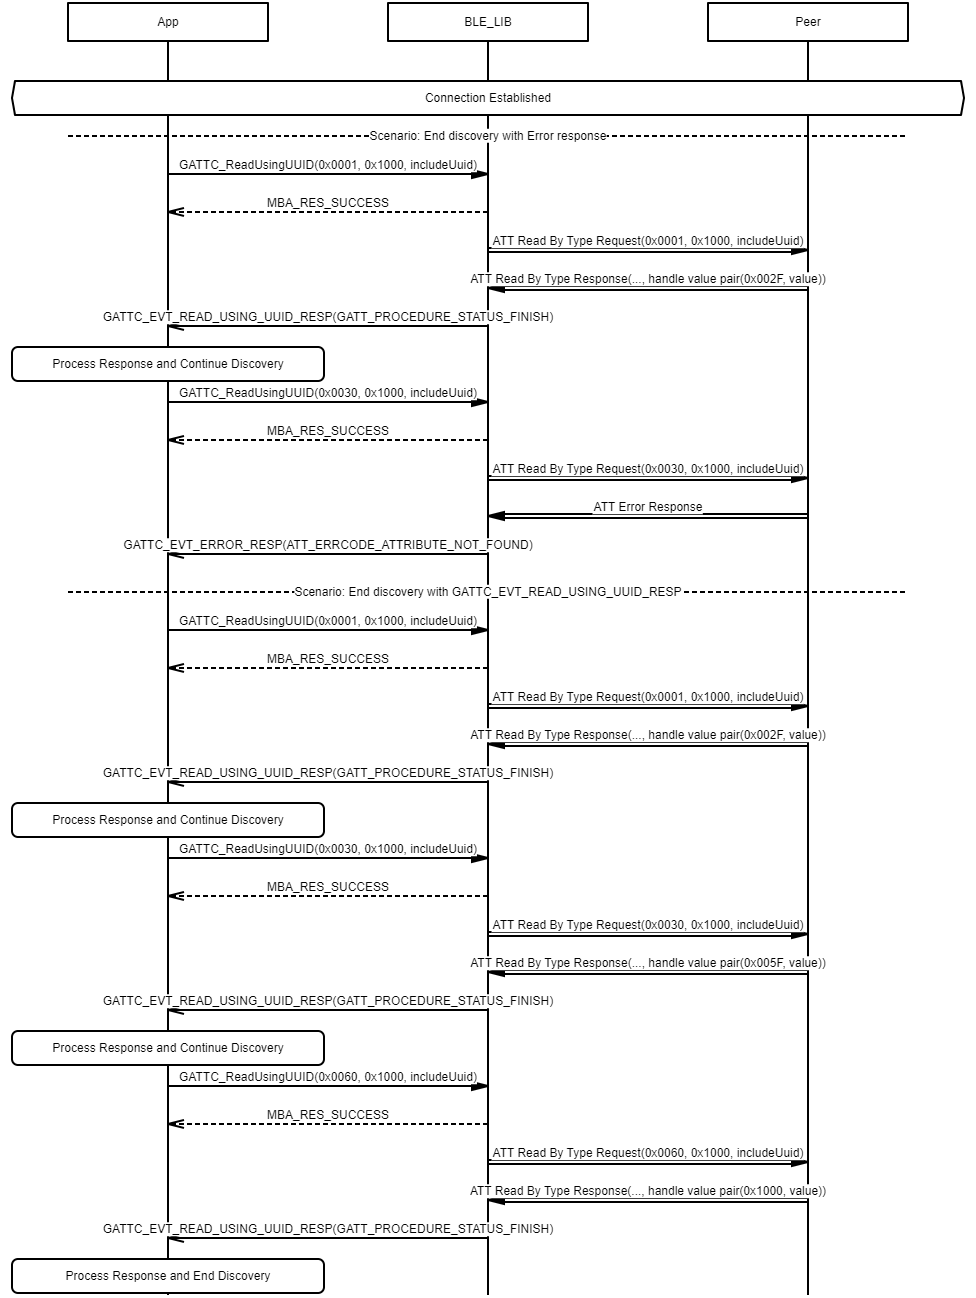 App
BLE_LIB
Peer
Connection Established
Scenario: End discovery with Error response
GATTC_ReadUsingUUID(0x0001, 0x1000, includeUuid)
MBA_RES_SUCCESS
ATT Read By Type Request(0x0001, 0x1000, includeUuid)
ATT Read By Type Response(..., handle value pair(0x002F, value))
GATTC_EVT_READ_USING_UUID_RESP(GATT_PROCEDURE_STATUS_FINISH)
Process Response and Continue Discovery
GATTC_ReadUsingUUID(0x0030, 0x1000, includeUuid)
MBA_RES_SUCCESS
ATT Read By Type Request(0x0030, 0x1000, includeUuid)
ATT Error Response
GATTC_EVT_ERROR_RESP(ATT_ERRCODE_ATTRIBUTE_NOT_FOUND)
Scenario: End discovery with GATTC_EVT_READ_USING_UUID_RESP
GATTC_ReadUsingUUID(0x0001, 0x1000, includeUuid)
MBA_RES_SUCCESS
ATT Read By Type Request(0x0001, 0x1000, includeUuid)
ATT Read By Type Response(..., handle value pair(0x002F, value))
GATTC_EVT_READ_USING_UUID_RESP(GATT_PROCEDURE_STATUS_FINISH)
Process Response and Continue Discovery
GATTC_ReadUsingUUID(0x0030, 0x1000, includeUuid)
MBA_RES_SUCCESS
ATT Read By Type Request(0x0030, 0x1000, includeUuid)
ATT Read By Type Response(..., handle value pair(0x005F, value))
GATTC_EVT_READ_USING_UUID_RESP(GATT_PROCEDURE_STATUS_FINISH)
Process Response and Continue Discovery
GATTC_ReadUsingUUID(0x0060, 0x1000, includeUuid)
MBA_RES_SUCCESS
ATT Read By Type Request(0x0060, 0x1000, includeUuid)
ATT Read By Type Response(..., handle value pair(0x1000, value))
GATTC_EVT_READ_USING_UUID_RESP(GATT_PROCEDURE_STATUS_FINISH)
Process Response and End Discovery